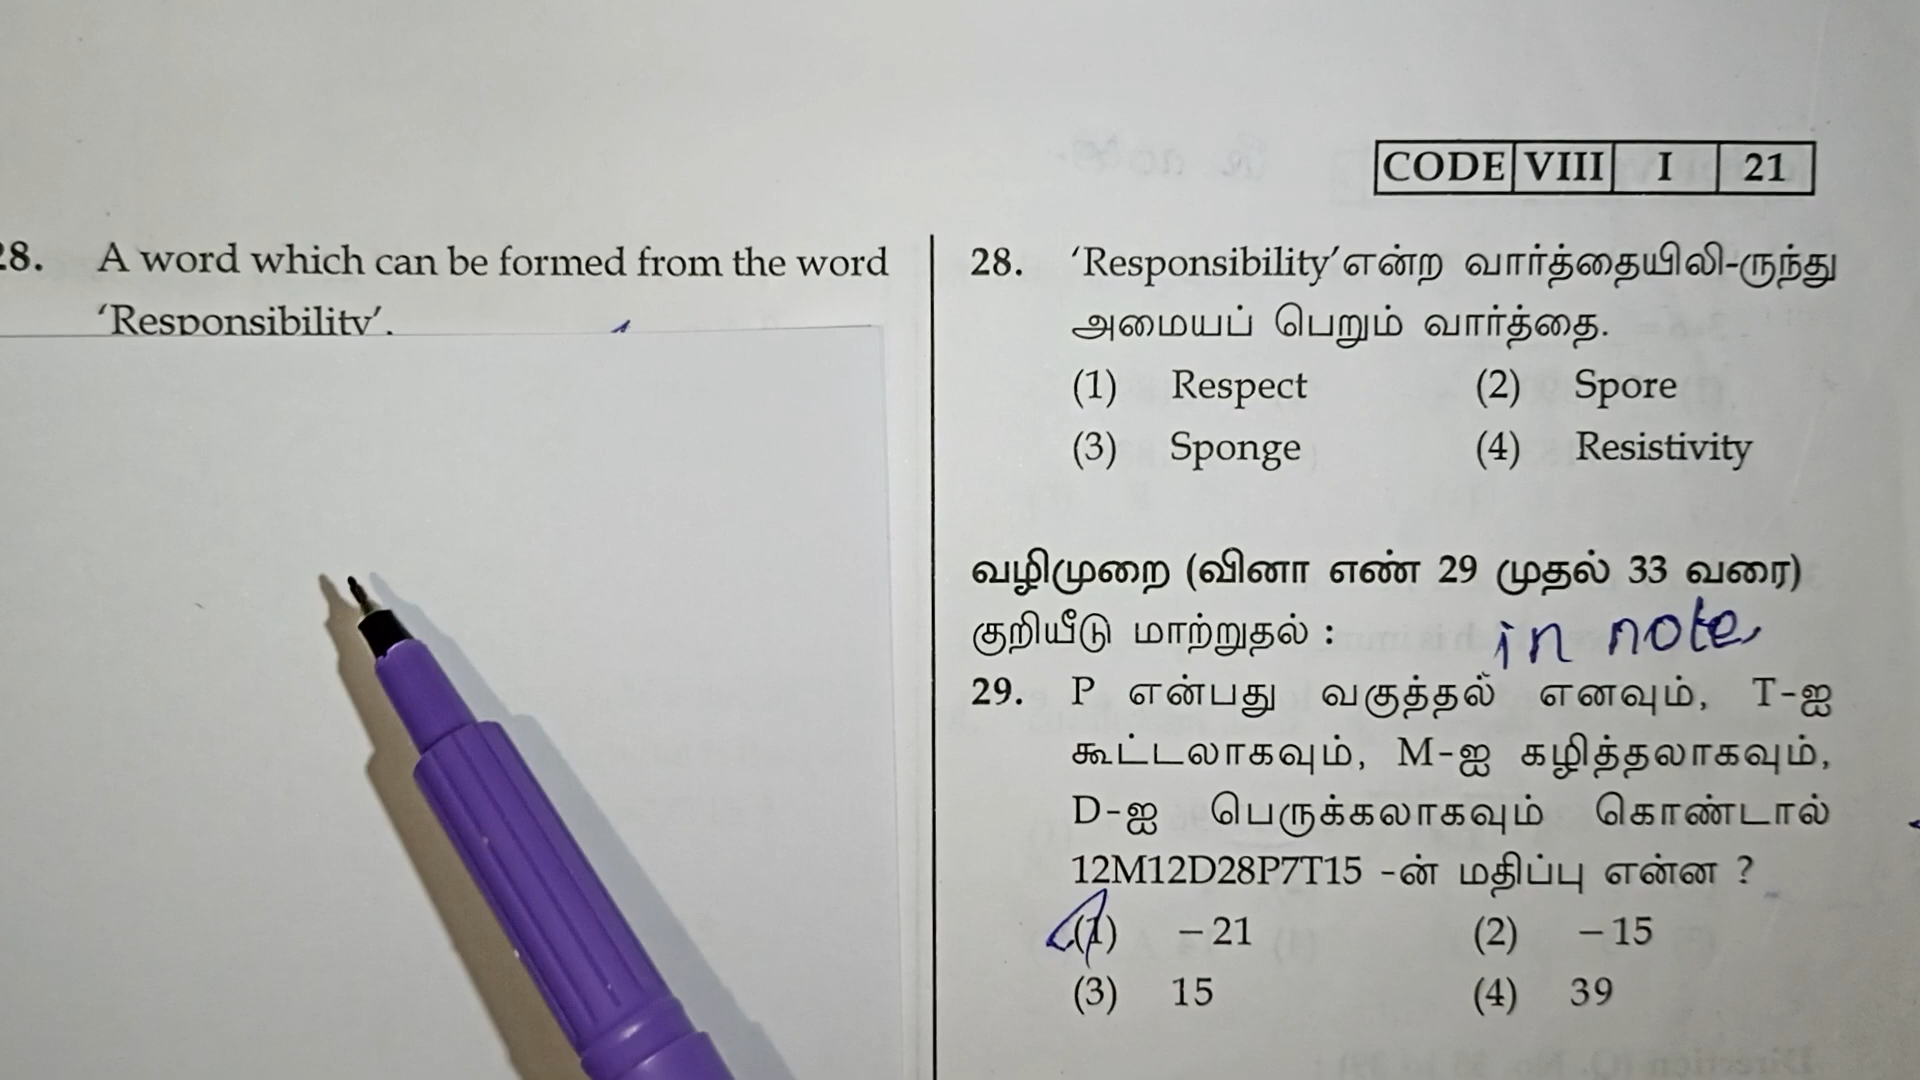 CODE VIII I 21
28. A word which can be formed from the word
'Responsibility'.
28. 'Responsibility' என்ற வார்த்தையிலி-ருந்து
அமையப் பெறும் வார்த்தை.
(1) Respect (2) Spore
(3) Sponge (4) Resistivity
வழிமுறை (வினா எண் 29 முதல் 33 வரை)
குறியீடு மாற்றுதல் : in note
29. P என்பது வகுத்தல் எனவும், T-ஐ
கூட்டலாகவும், M-ஐ கழித்தலாகவும்,
D-ஐ பெருக்கலாகவும் கொண்டால்
12M12D28P7T15 -ன் மதிப்பு என்ன ?
(1) – 21 (2) – 15
(3) 15 (4) 39